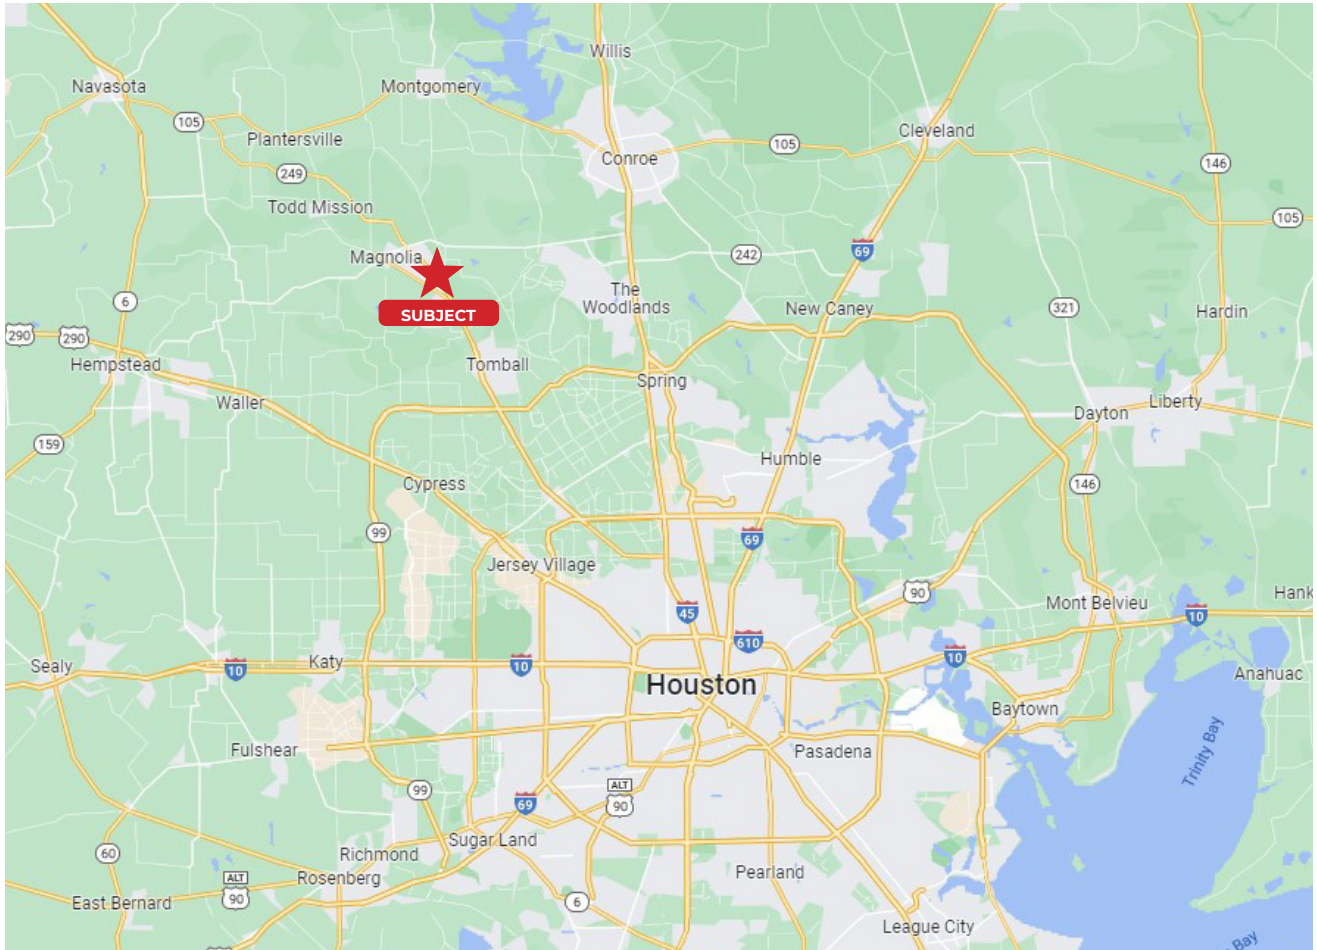 Willis
Navasota
Montgomery
105
Plantersville
Cleveland
105
Conroe
146
249
Todd Mission
105
69
242
Magnolia
The
Woodlands
6
SUBJECT
New Caney
321
Hardin
290
290
Hempstead
Tomball
Spring
Waller
Liberty
Dayton
159
Humble
Cypress
146
99
69
Jersey Village
90
Mont Belvieu
Hank
45
10
610
Sealy
10
Katy
10
10
Anahuac
Houston
Baytown
Fulshear
Pasadena
Trinity Bay
99
ALT
90
69
Sugar Land
60
Richmond
Pearland
ALT
90
Rosenberg
East Bernard
6
League City
Bay